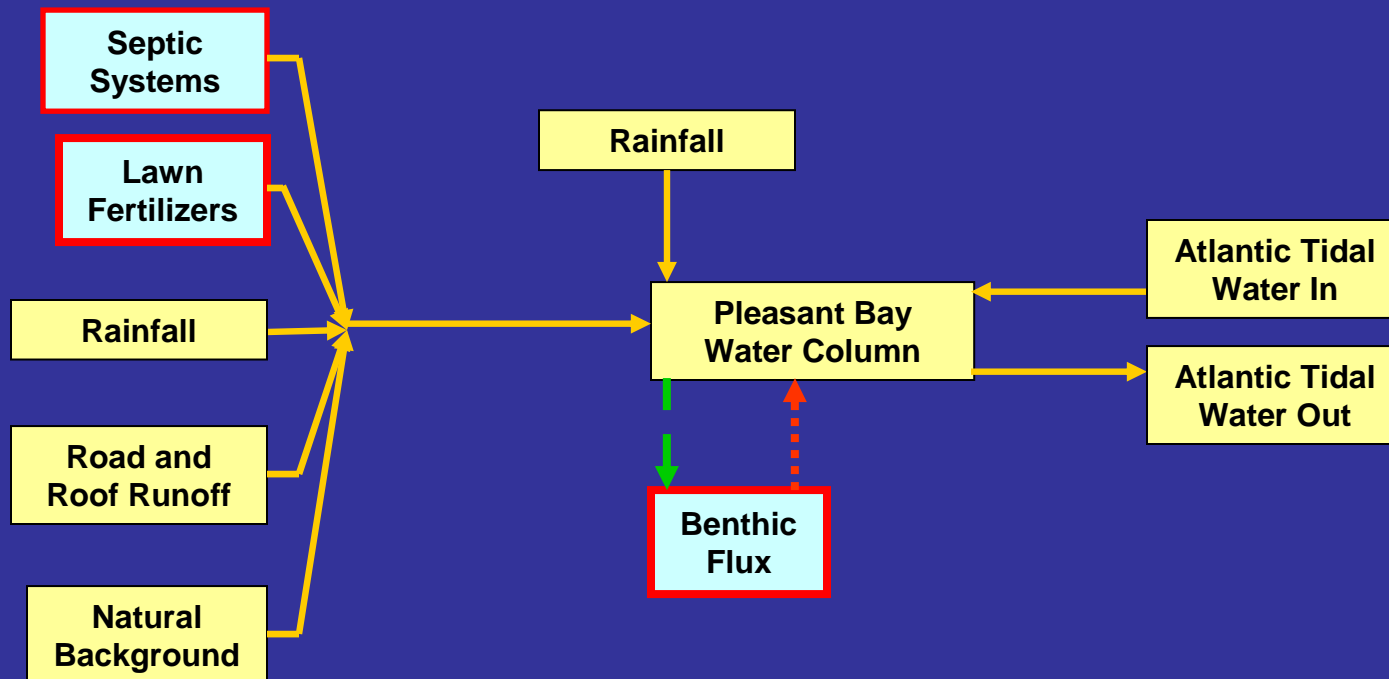 Septic
Systems
Lawn
Fertilizers
Rainfall
Road and
Roof Runoff
Natural
Background
Rainfall
Pleasant Bay
Water Column
Benthic
Flux
Atlantic Tidal
Water In
Atlantic Tidal
Water Out